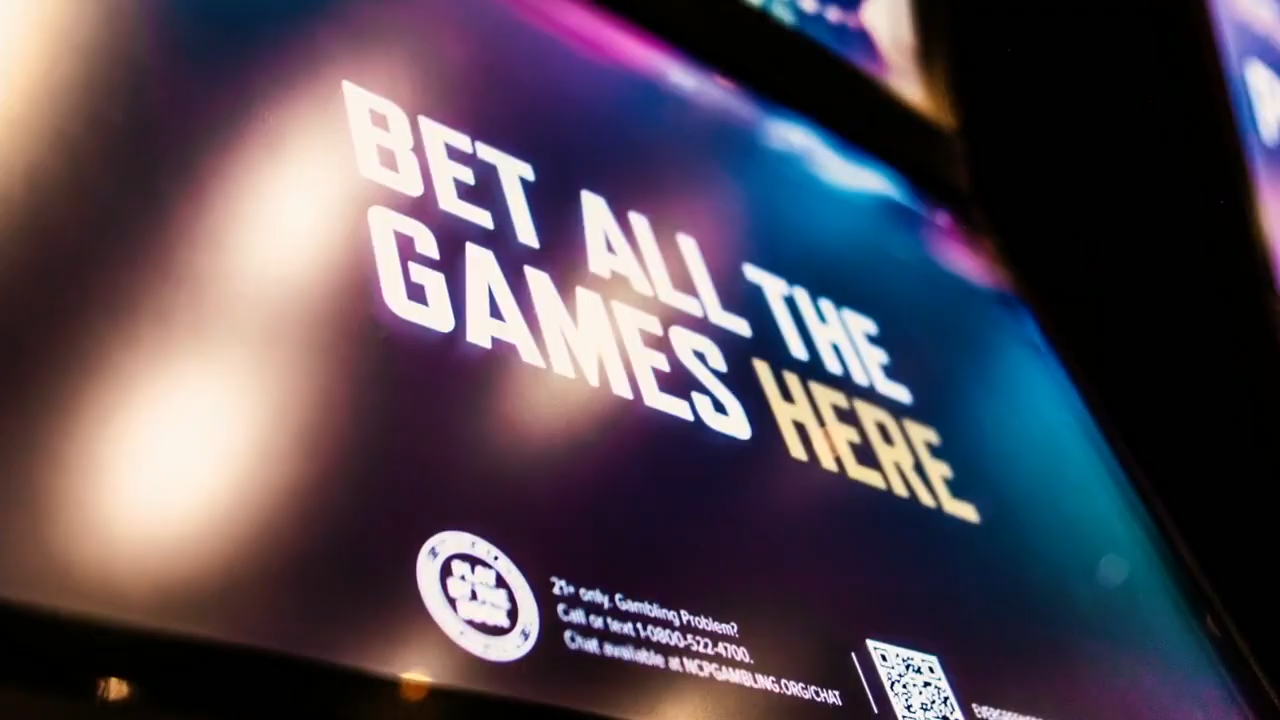 BET ALL THE
GAMES HERE
21+ only. Gambling Problem?
Call or text 1-0800-522-4700.
Chat available at NCPGAMBLING.ORG/CHAT